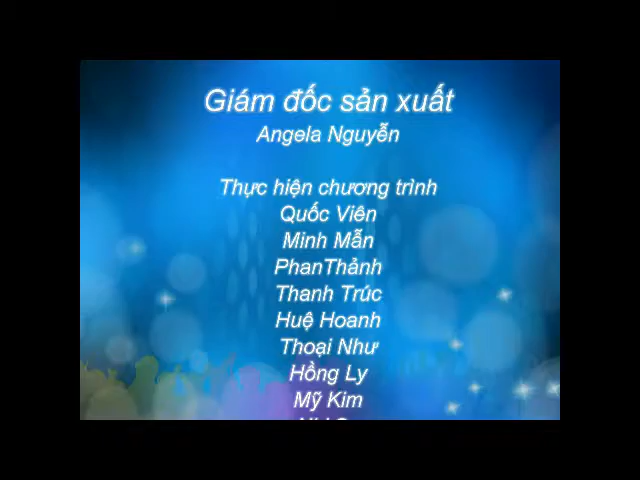 Giám đốc sản xuất
Angela Nguyễn
Thực hiện chương trình
Quốc Viên
Minh Mẫn
PhanThảnh
Thanh Trúc
Huệ Hoanh
Thoại Như
Hồng Ly
Mỹ Kim